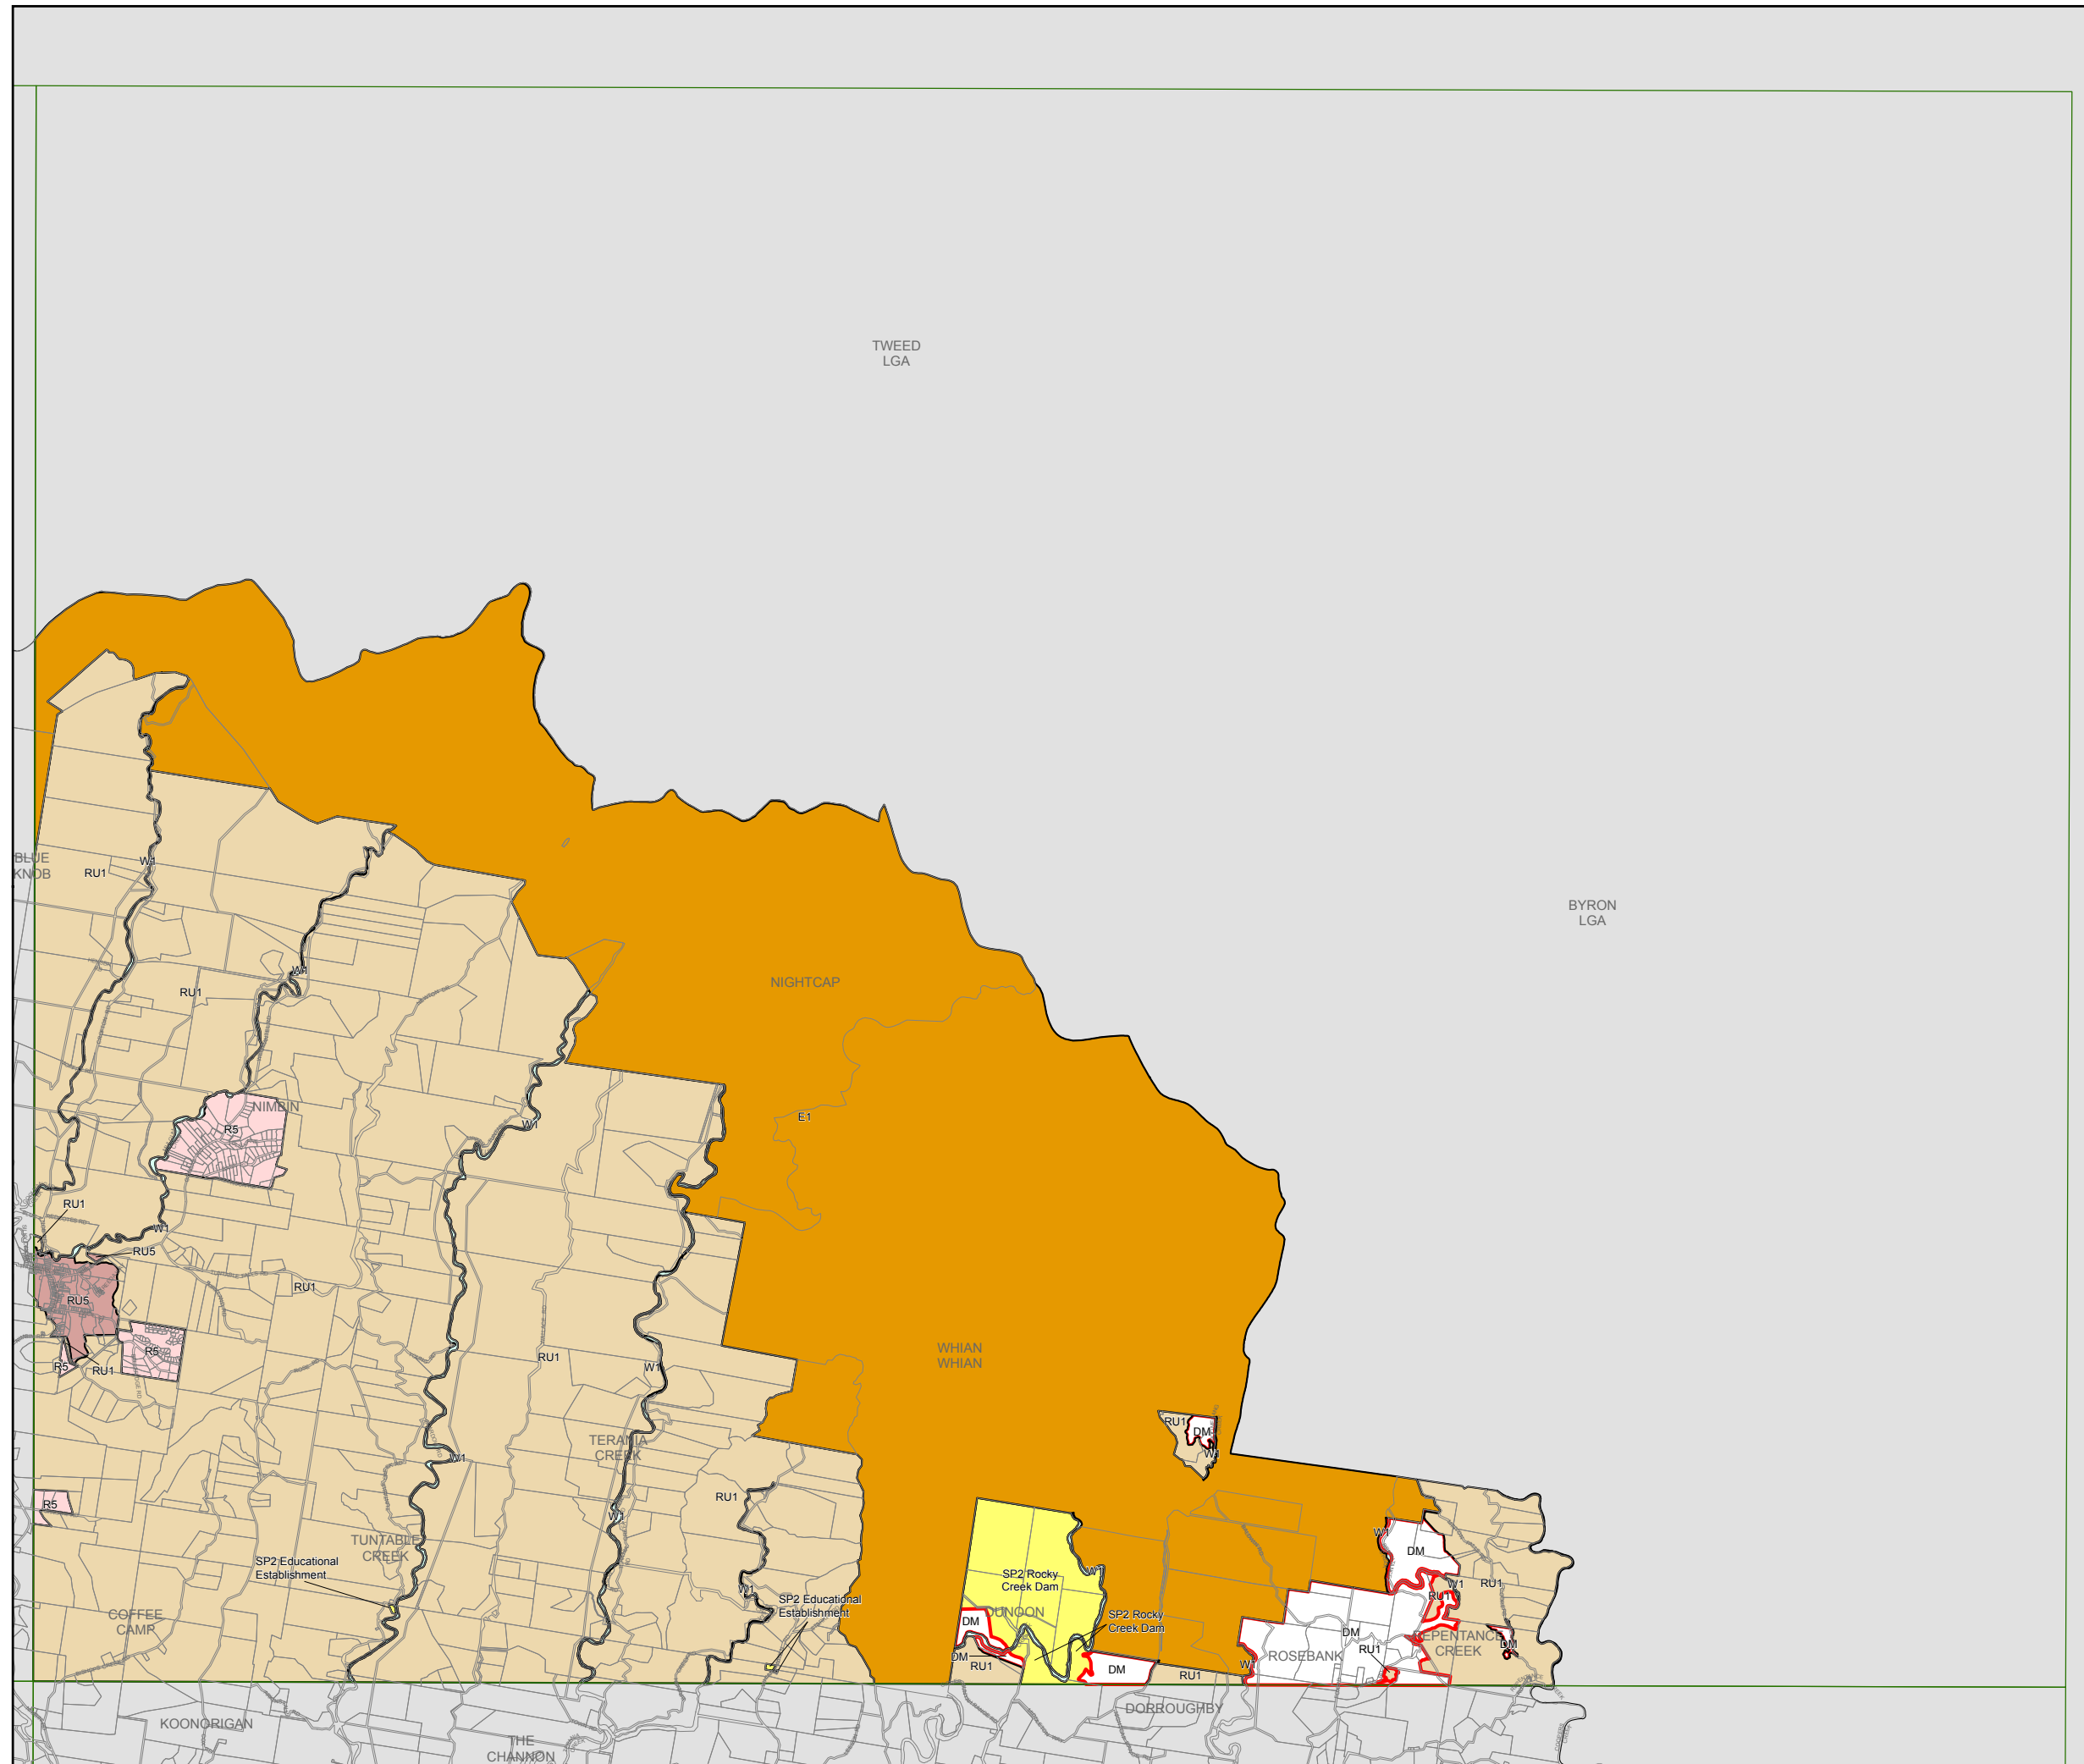 TWEED
LGA
BLUE
KNOB
RU1
W1
BYRON
LGA
W1
RU1
NIGHTCAP
NIMBIN
R5
W1
E1
RU1
W1
RU5
RU1
RU5
R5
R5
RU1
RU1
W1
WHIAN
WHIAN
RU1
DM
W1
TERANIA
CREEK
W1
RU1
R5
W1
TUNTABLE
CREEK
SP2 Educational
Establishment
COFFEE
CAMP
W1
SP2 Educational
Establishment
SP2 Rocky
Creek Dam
W1
DUNOON
SP2 Rocky
Creek Dam
DM
DM
RU1
DM
RU1
W1
DM
W1
RU1
RU1
DM
RU1
ROSEBANK
W1
REPENTANCE
CREEK
DM
KOONORIGAN
THE
CHANNON
DORROUGHBY